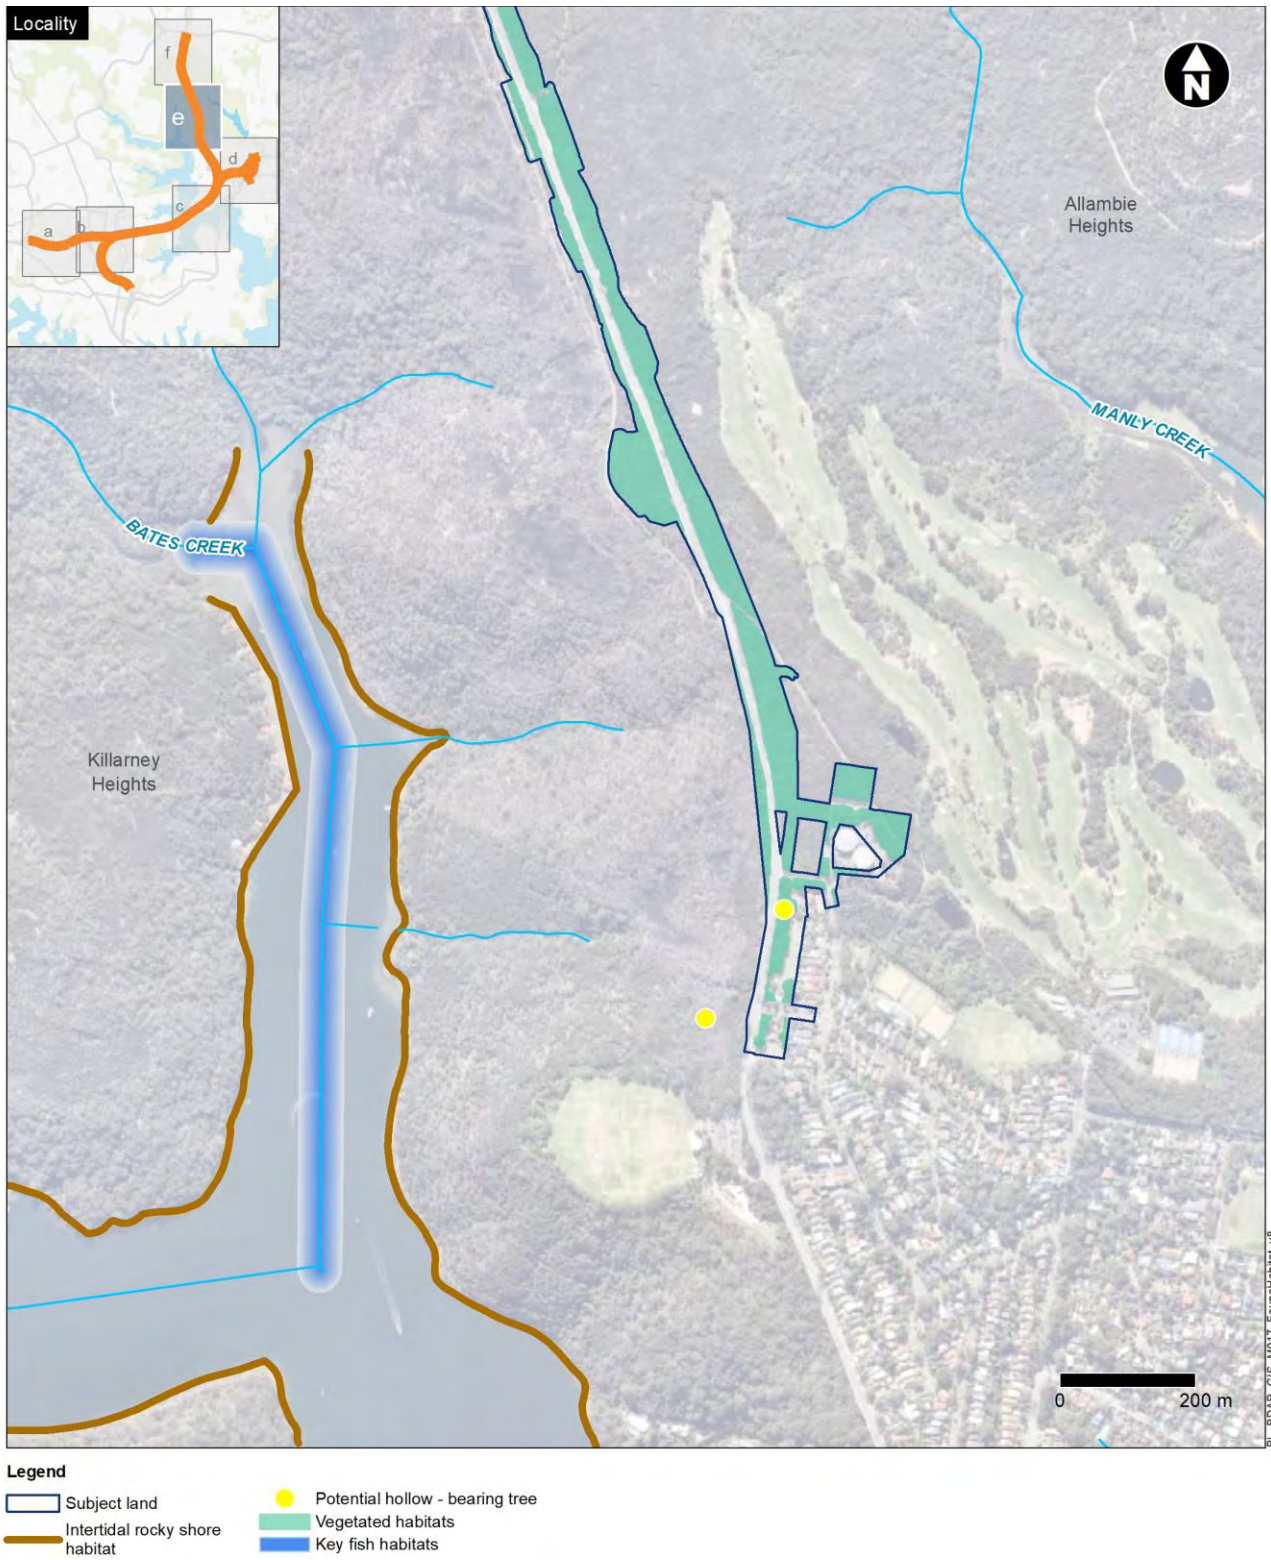 Locality
f
e
d
c
a
b
N
Allambie
Heights
MANLY CREEK
BATES CREEK
Killarney
Heights
0 200 m
Legend
Subject land
Intertidal rocky shore
habitat
Potential hollow - bearing tree
Vegetated habitats
Key fish habitats